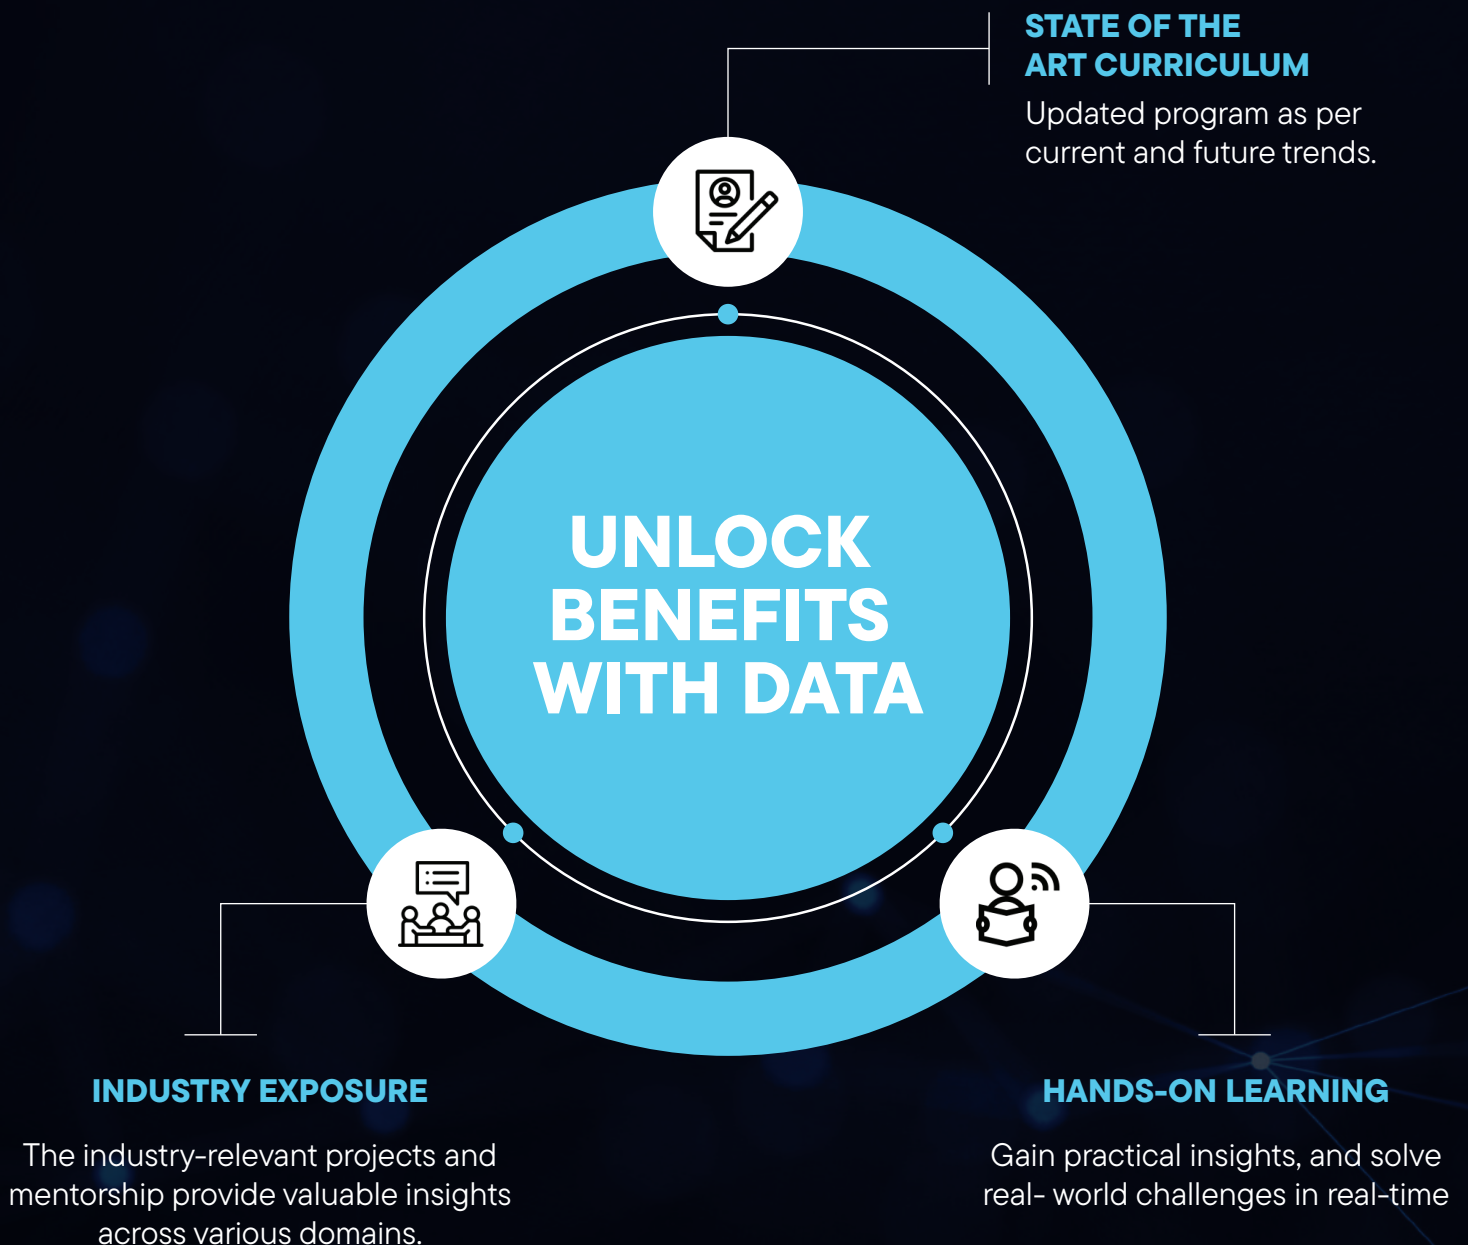 STATE OF THE
ART CURRICULUM
Updated program as per
current and future trends.
UNLOCK
BENEFITS
WITH DATA
INDUSTRY EXPOSURE
The industry-relevant projects and
mentorship provide valuable insights
across various domains.
HANDS-ON LEARNING
Gain practical insights, and solve
real- world challenges in real-time